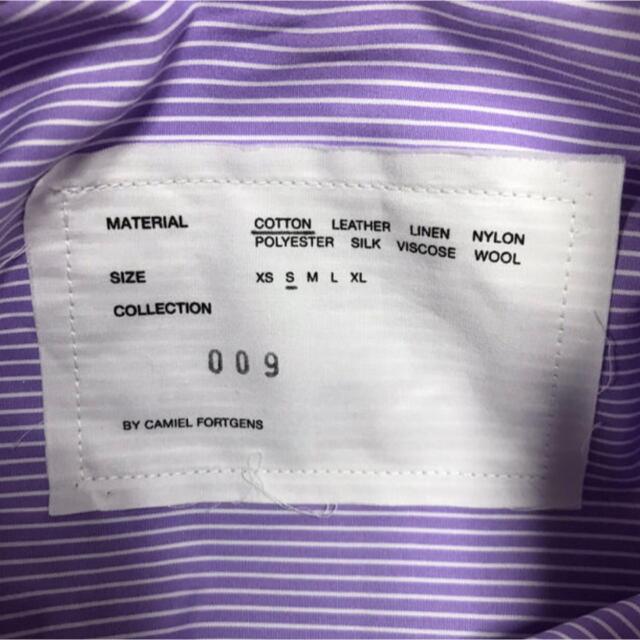 MATERIAL COTTON LEATHER LINEN NYLON
POLYESTER SILK VISCOSE WOOL
SIZE XS S M L XL
COLLECTION
009
BY CAMIEL FORTGENS